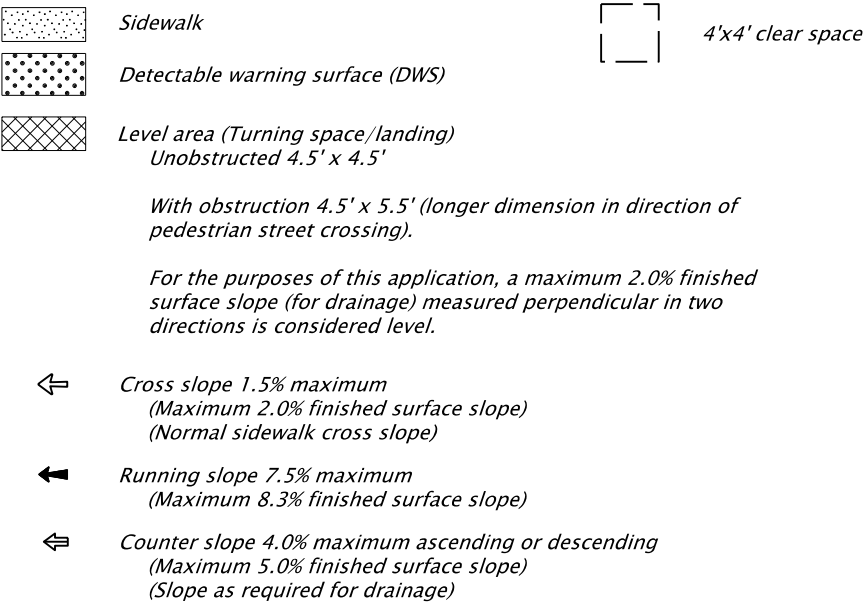 Sidewalk
4'x4' clear space
Detectable warning surface (DWS)
Level area (Turning space/landing)
Unobstructed 4.5' x 4.5'
With obstruction 4.5' x 5.5' (longer dimension in direction of
pedestrian street crossing).
For the purposes of this application, a maximum 2.0% finished
surface slope (for drainage) measured perpendicular in two
directions is considered level.
Cross slope 1.5% maximum
(Maximum 2.0% finished surface slope)
(Normal sidewalk cross slope)
Running slope 7.5% maximum
(Maximum 8.3% finished surface slope)
Counter slope 4.0% maximum ascending or descending
(Maximum 5.0% finished surface slope)
(Slope as required for drainage)